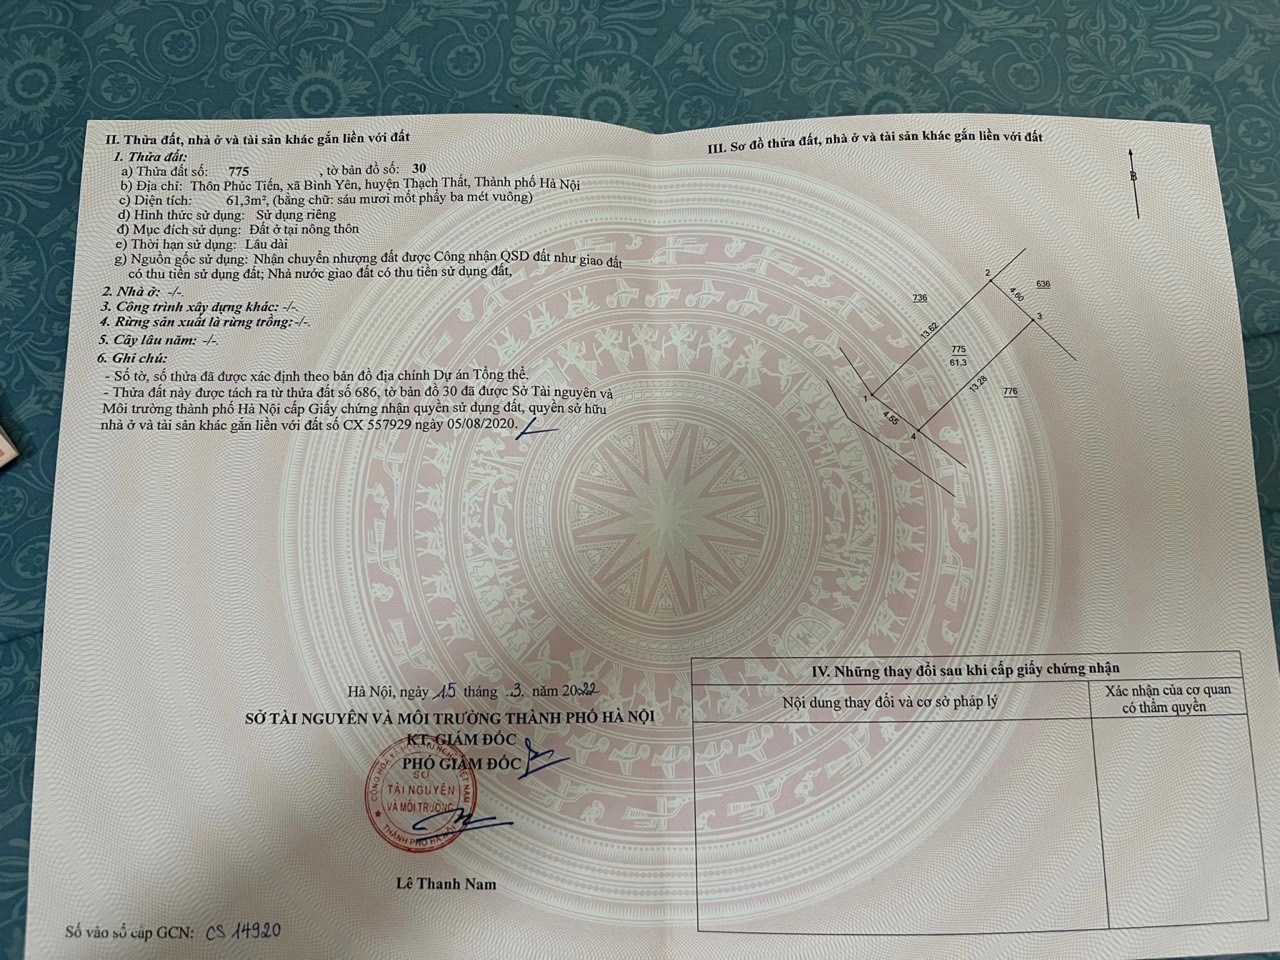 II. Thửa đất, nhà ở và tài sản khác gắn liền với đất
1. Thửa đất:
a) Thửa đất số: 775 , tờ bản đồ số: 30
b) Địa chỉ: Thôn Phúc Tiến, xã Bình Yên, huyện Thạch Thất, Thành phố Hà Nội
c) Diện tích: 61,3m², (bằng chữ: sáu mươi mốt phẩy ba mét vuông)
d) Hình thức sử dụng: Sử dụng riêng
đ) Mục đích sử dụng: Đất ở tại nông thôn
e) Thời hạn sử dụng: Lâu dài
g) Nguồn gốc sử dụng: Nhận chuyển nhượng đất được Công nhận QSD đất như giao đất
có thu tiền sử dụng đất; Nhà nước giao đất có thu tiền sử dụng đất,
2. Nhà ở: -/-.
3. Công trình xây dựng khác: -/-.
4. Rừng sản xuất là rừng trồng:-/-.
5. Cây lâu năm: -/-.
6. Ghi chú:
- Số tờ, số thửa đã được xác định theo bản đồ địa chính Dự án Tổng thể.
- Thửa đất này được tách ra từ thửa đất số 686, tờ bản đồ 30 đã được Sở Tài nguyên và
Môi trường thành phố Hà Nội cấp Giấy chứng nhận quyền sử dụng đất, quyền sở hữu
nhà ở và tài sản khác gắn liền với đất số CX 557929 ngày 05/08/2020.
Hà Nội, ngày 15 tháng .3. năm 2022
SỞ TÀI NGUYÊN VÀ MÔI TRƯỜNG THÀNH PHỐ HÀ NỘI
KT. GIÁM ĐỐC
PHÓ GIÁM ĐỐC
CỘNG HÒA XÃ HỘI CHỦ NGHĨA VIỆT NAM
SỞ
TÀI NGUYÊN
VÀ MÔI TRƯỜNG
THÀNH PHỐ HÀ NỘI
Lê Thanh Nam
Số vào sổ cấp GCN: CS 14920
III. Sơ đồ thửa đất, nhà ở và tài sản khác gắn liền với đất
B
2
736
4.60
636
3
13.62
775
61.3
13.28
776
1
4.55
4
IV. Những thay đổi sau khi cấp giấy chứng nhận
Nội dung thay đổi và cơ sở pháp lý
Xác nhận của cơ quan
có thẩm quyền